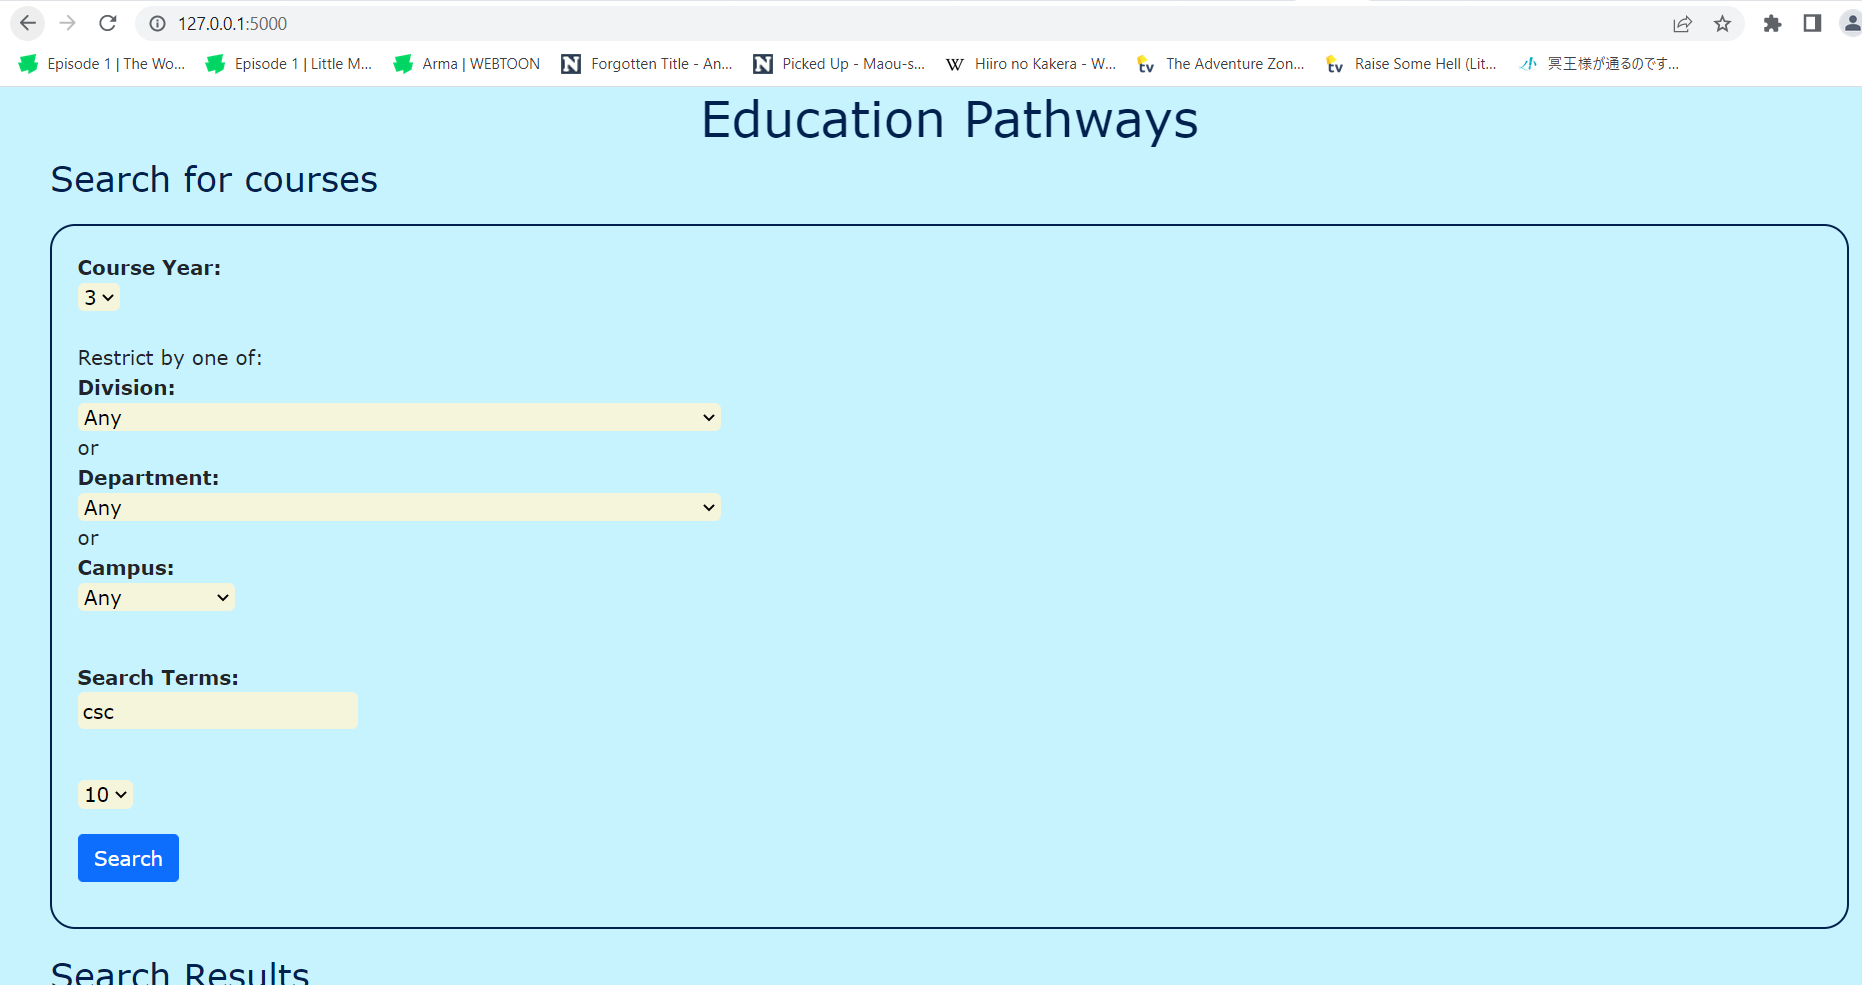 127.0.0.1:5000
Episode 1 | The Wo... Episode 1 | Little M... Arma | WEBTOON Forgotten Title - An... Picked Up - Maou-s... Hiiro no Kakera - W... The Adventure Zon... Raise Some Hell (Lit... 冥王様が通るのです...
Education Pathways
Search for courses
Course Year:
3
Restrict by one of:
Division:
Any
or
Department:
Any
or
Campus:
Any
Search Terms:
csc
10
Search
Search Results